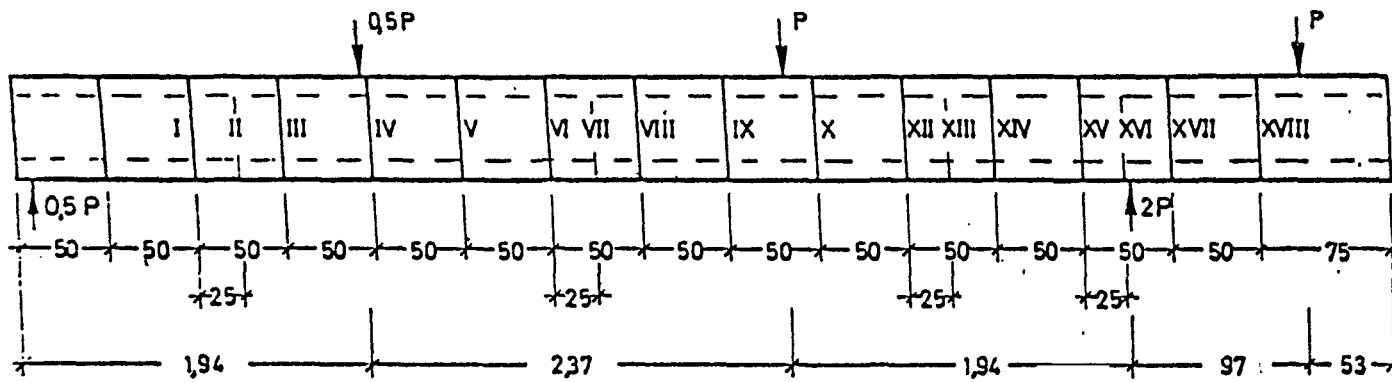 0,5P P P
I II III IV V VI VII VIII IX X XII XIII XIV XV XVI XVII XVIII
0,5 P 2P
50 50 50 50 50 50 50 50 50 50 50 50 50 50 75
25 25 25 25
1,94 2,37 1,94 97 53